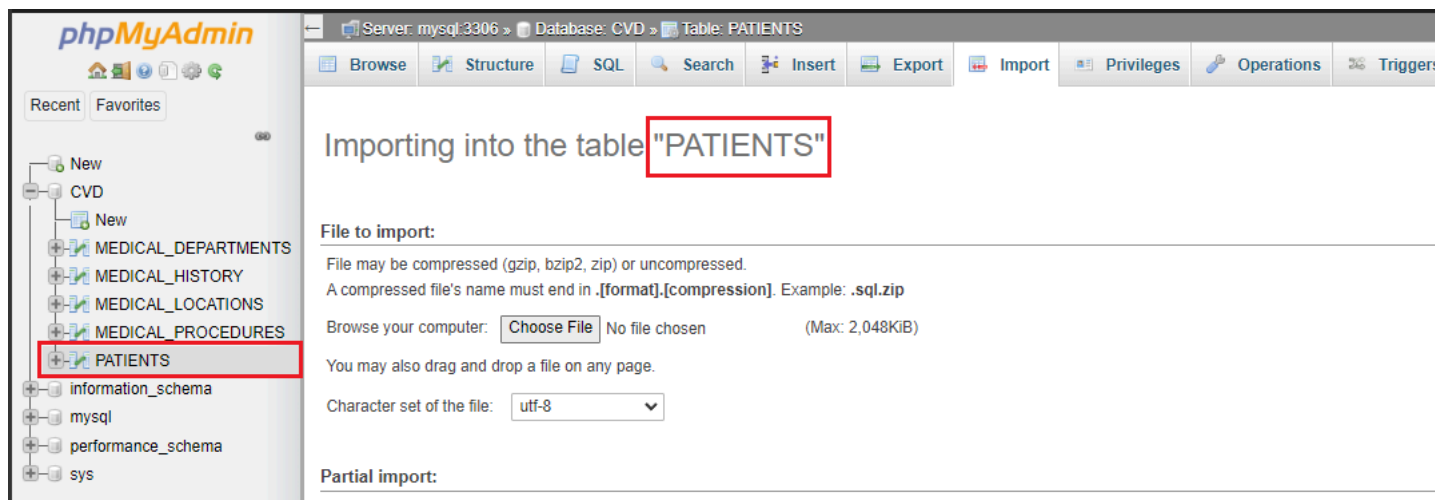 phpMyAdmin
Recent Favorites
New
CVD
New
MEDICAL_DEPARTMENTS
MEDICAL_HISTORY
MEDICAL_LOCATIONS
MEDICAL_PROCEDURES
PATIENTS
information_schema
mysql
performance_schema
sys
Server: mysql:3306 » Database: CVD » Table: PATIENTS
Browse Structure SQL Search Insert Export Import Privileges Operations Triggers
Importing into the table "PATIENTS"
File to import:
File may be compressed (gzip, bzip2, zip) or uncompressed.
A compressed file's name must end in .[format].[compression]. Example: .sql.zip
Browse your computer: Choose File No file chosen (Max: 2,048KiB)
You may also drag and drop a file on any page.
Character set of the file: utf-8
Partial import: